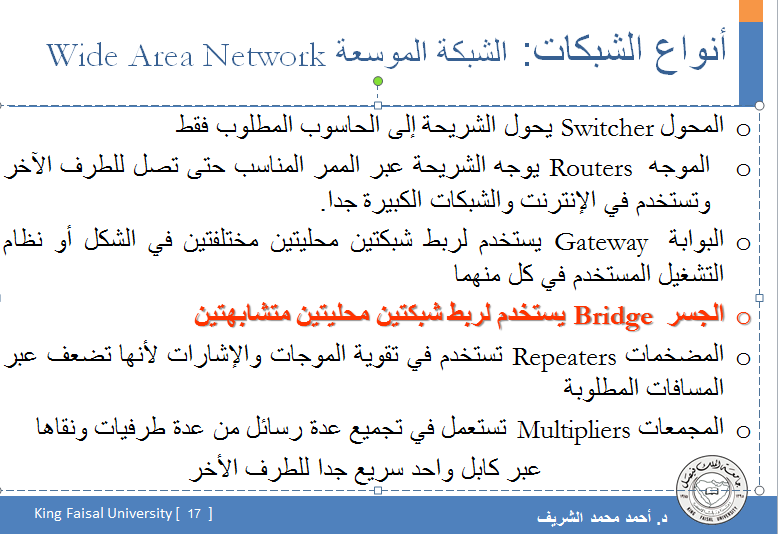 أنواع الشبكات: الشبكة الموسعة Wide Area Network
المحول Switcher يحول الشريحة إلى الحاسوب المطلوب فقط
الموجه Routers يوجه الشريحة عبر الممر المناسب حتى تصل للطرف الآخر
وتستخدم في الإنترنت والشبكات الكبيرة جدا.
البوابة Gateway يستخدم لربط شبكتين محليتين مختلفتين في الشكل أو نظام
التشغيل المستخدم في كل منهما
الجسر Bridge يستخدم لربط شبكتين محليتين متشابهتين
المضخمات Repeaters تستخدم في تقوية الموجات والإشارات لأنها تضعف عبر
المسافات المطلوبة
المجمعات Multipliers تستعمل في تجميع عدة رسائل من عدة طرفيات ونقاها
عبر كابل واحد سريع جدا للطرف الأخر
King Faisal University [ 17 ]
د. أحمد محمد الشريف